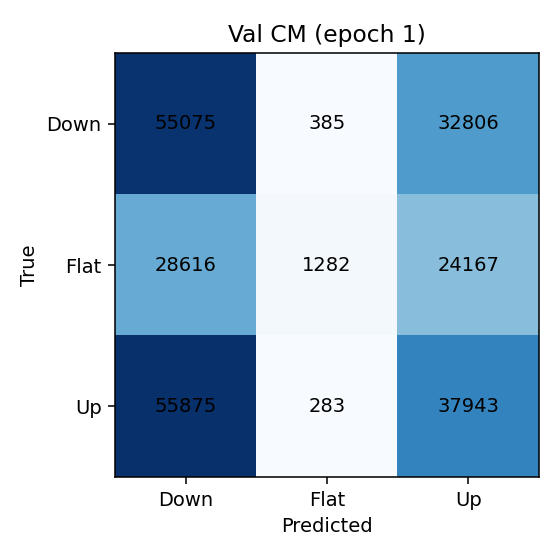 Val CM (epoch 1)
Down 55075 385 32806
Flat 28616 1282 24167
Up 55875 283 37943
Down Flat Up
Predicted
True